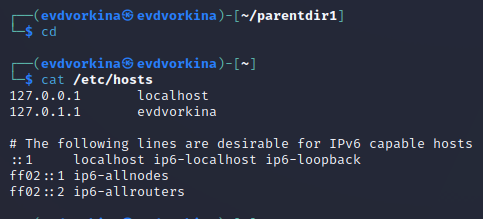 ┌──(evdvorkina㉿evdvorkina)-[~/parentdir1]
└─$ cd
┌──(evdvorkina㉿evdvorkina)-[~]
└─$ cat /etc/hosts
127.0.0.1       localhost
127.0.1.1       evdvorkina
# The following lines are desirable for IPv6 capable hosts
::1     localhost ip6-localhost ip6-loopback
ff02::1 ip6-allnodes
ff02::2 ip6-allrouters
┌──(evdvorkina㉿evdvorkina)-[~]